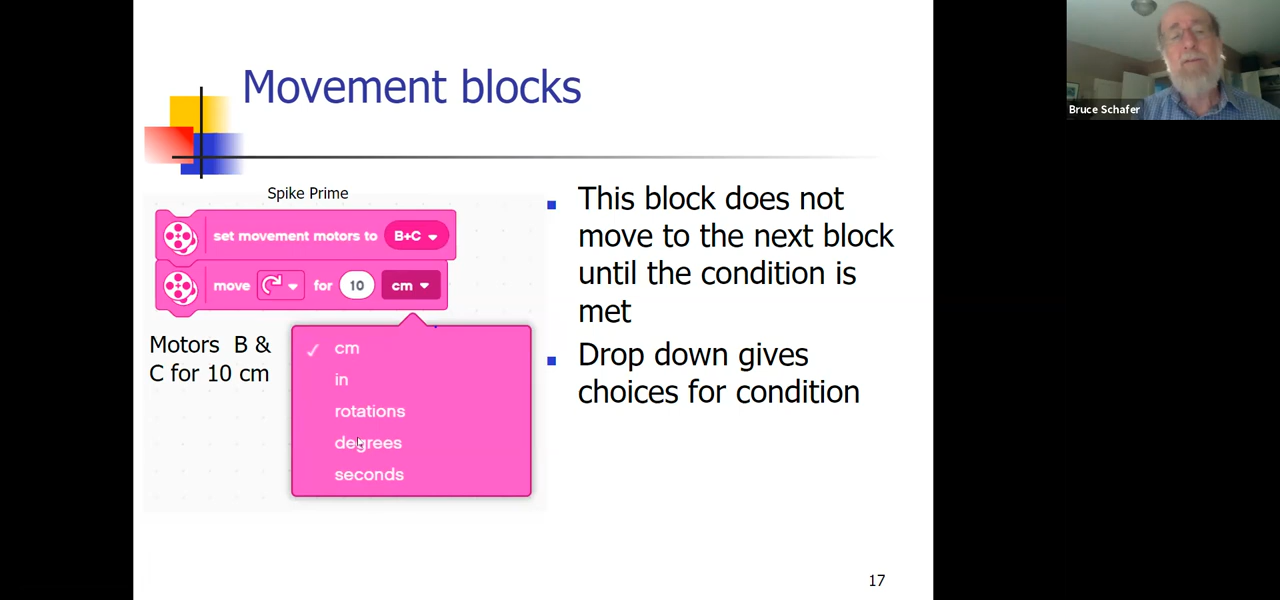 Movement blocks
Bruce Schafer
Spike Prime
set movement motors to B+C
move for 10 cm
Motors B &
C for 10 cm
cm
in
rotations
degrees
seconds
This block does not
move to the next block
until the condition is
met
Drop down gives
choices for condition
17